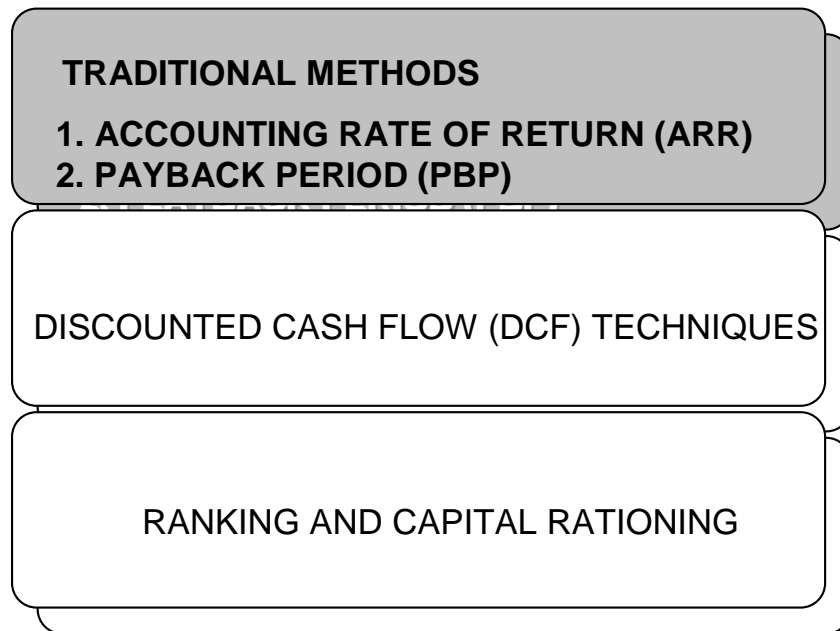 TRADITIONAL METHODS
1. ACCOUNTING RATE OF RETURN (ARR)
2. PAYBACK PERIOD (PBP)
DISCOUNTED CASH FLOW (DCF) TECHNIQUES
RANKING AND CAPITAL RATIONING